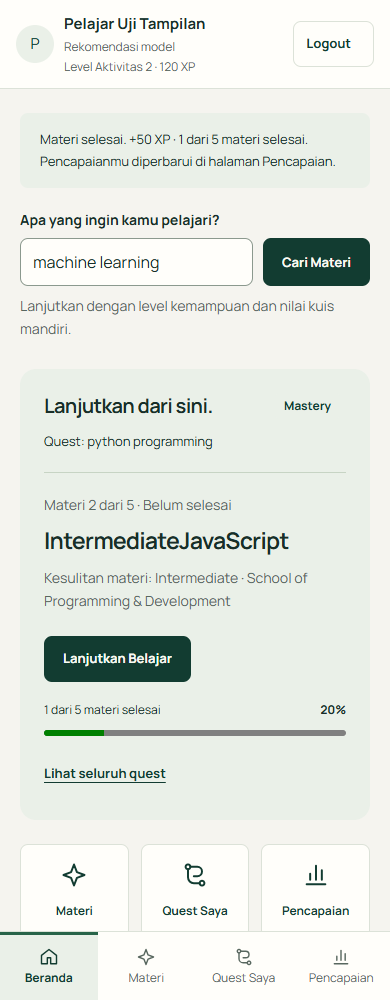 P
Pelajar Uji Tampilan
Rekomendasi model
Level Aktivitas 2 · 120 XP
Logout
Materi selesai. +50 XP · 1 dari 5 materi selesai.
Pencapaianmu diperbarui di halaman Pencapaian.
Apa yang ingin kamu pelajari?
machine learning
Cari Materi
Lanjutkan dengan level kemampuan dan nilai kuis
mandiri.
Lanjutkan dari sini.
Mastery
Quest: python programming
Materi 2 dari 5 · Belum selesai
IntermediateJavaScript
Kesulitan materi: Intermediate · School of
Programming & Development
Lanjutkan Belajar
1 dari 5 materi selesai
20%
Lihat seluruh quest
Materi
Quest Saya
Pencapaian
Beranda
Materi
Quest Saya
Pencapaian